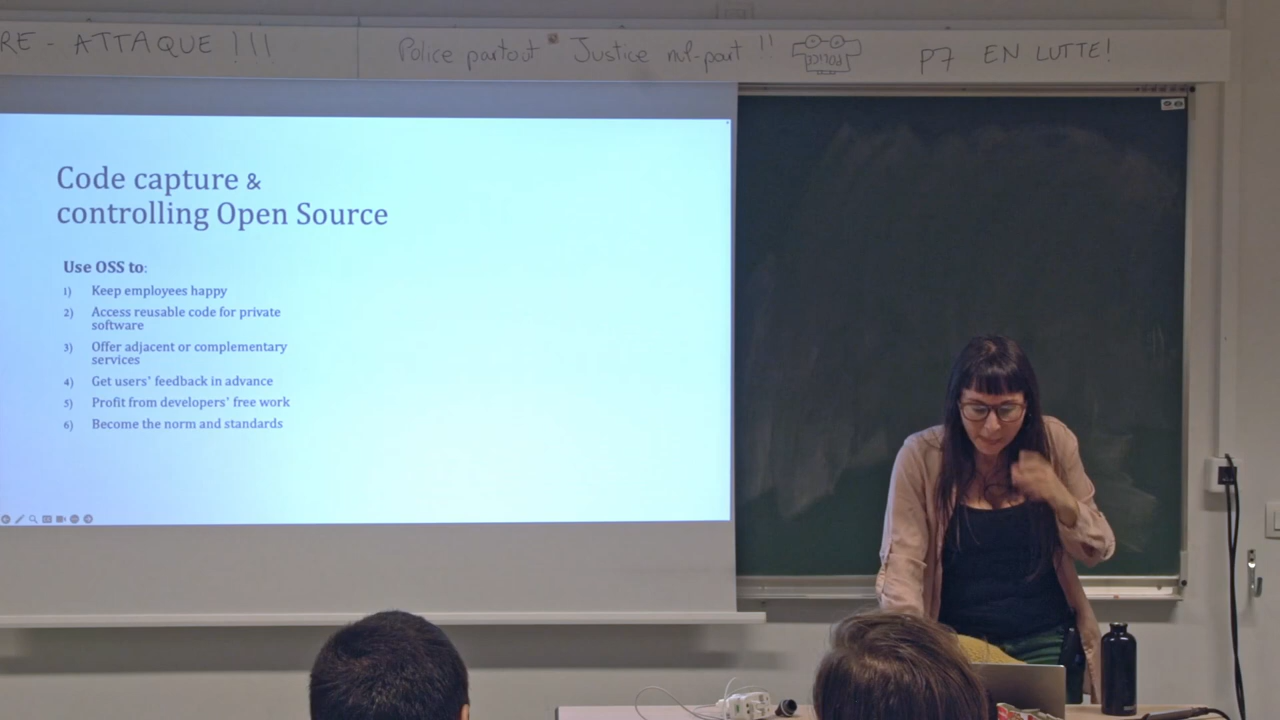 RE - ATTAQUE !!!
Police partout Justice nul-part !!
POLICE
P7 EN LUTTE!
Code capture &
controlling Open Source
Use OSS to:
1) Keep employees happy
2) Access reusable code for private
software
3) Offer adjacent or complementary
services
4) Get users' feedback in advance
5) Profit from developers' free work
6) Become the norm and standards